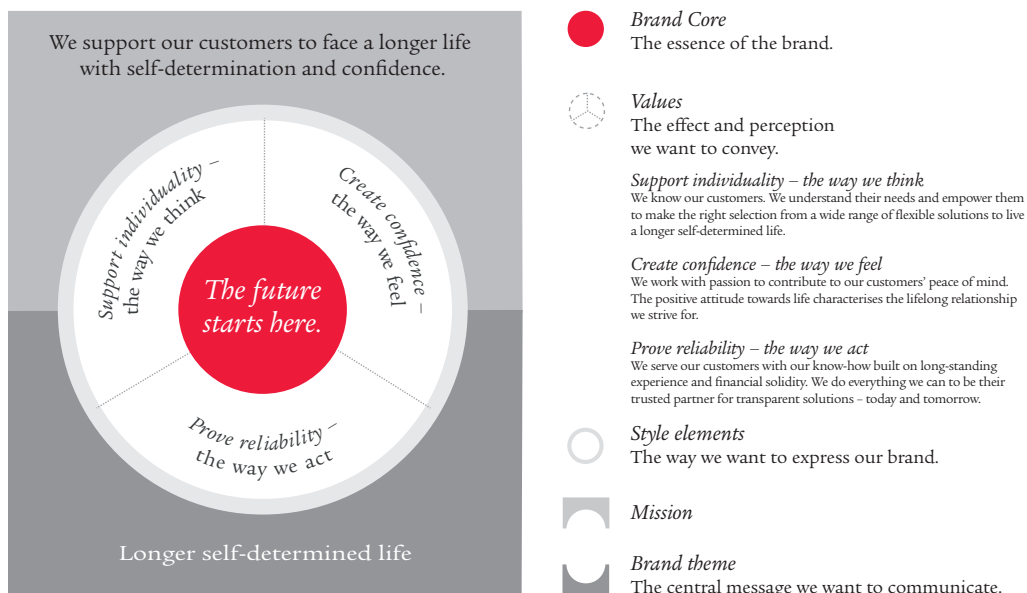 We support our customers to face a longer life
with self-determination and confidence.
Support individuality –
the way we think
Create confidence –
the way we feel
The future
starts here.
Prove reliability –
the way we act
Longer self-determined life
Brand Core
The essence of the brand.
Values
The effect and perception
we want to convey.
Support individuality – the way we think
We know our customers. We understand their needs and empower them
to make the right selection from a wide range of flexible solutions to live
a longer self-determined life.
Create confidence – the way we feel
We work with passion to contribute to our customers’ peace of mind.
The positive attitude towards life characterises the lifelong relationship
we strive for.
Prove reliability – the way we act
We serve our customers with our know-how built on long-standing
experience and financial solidity. We do everything we can to be their
trusted partner for transparent solutions – today and tomorrow.
Style elements
The way we want to express our brand.
Mission
Brand theme
The central message we want to communicate.